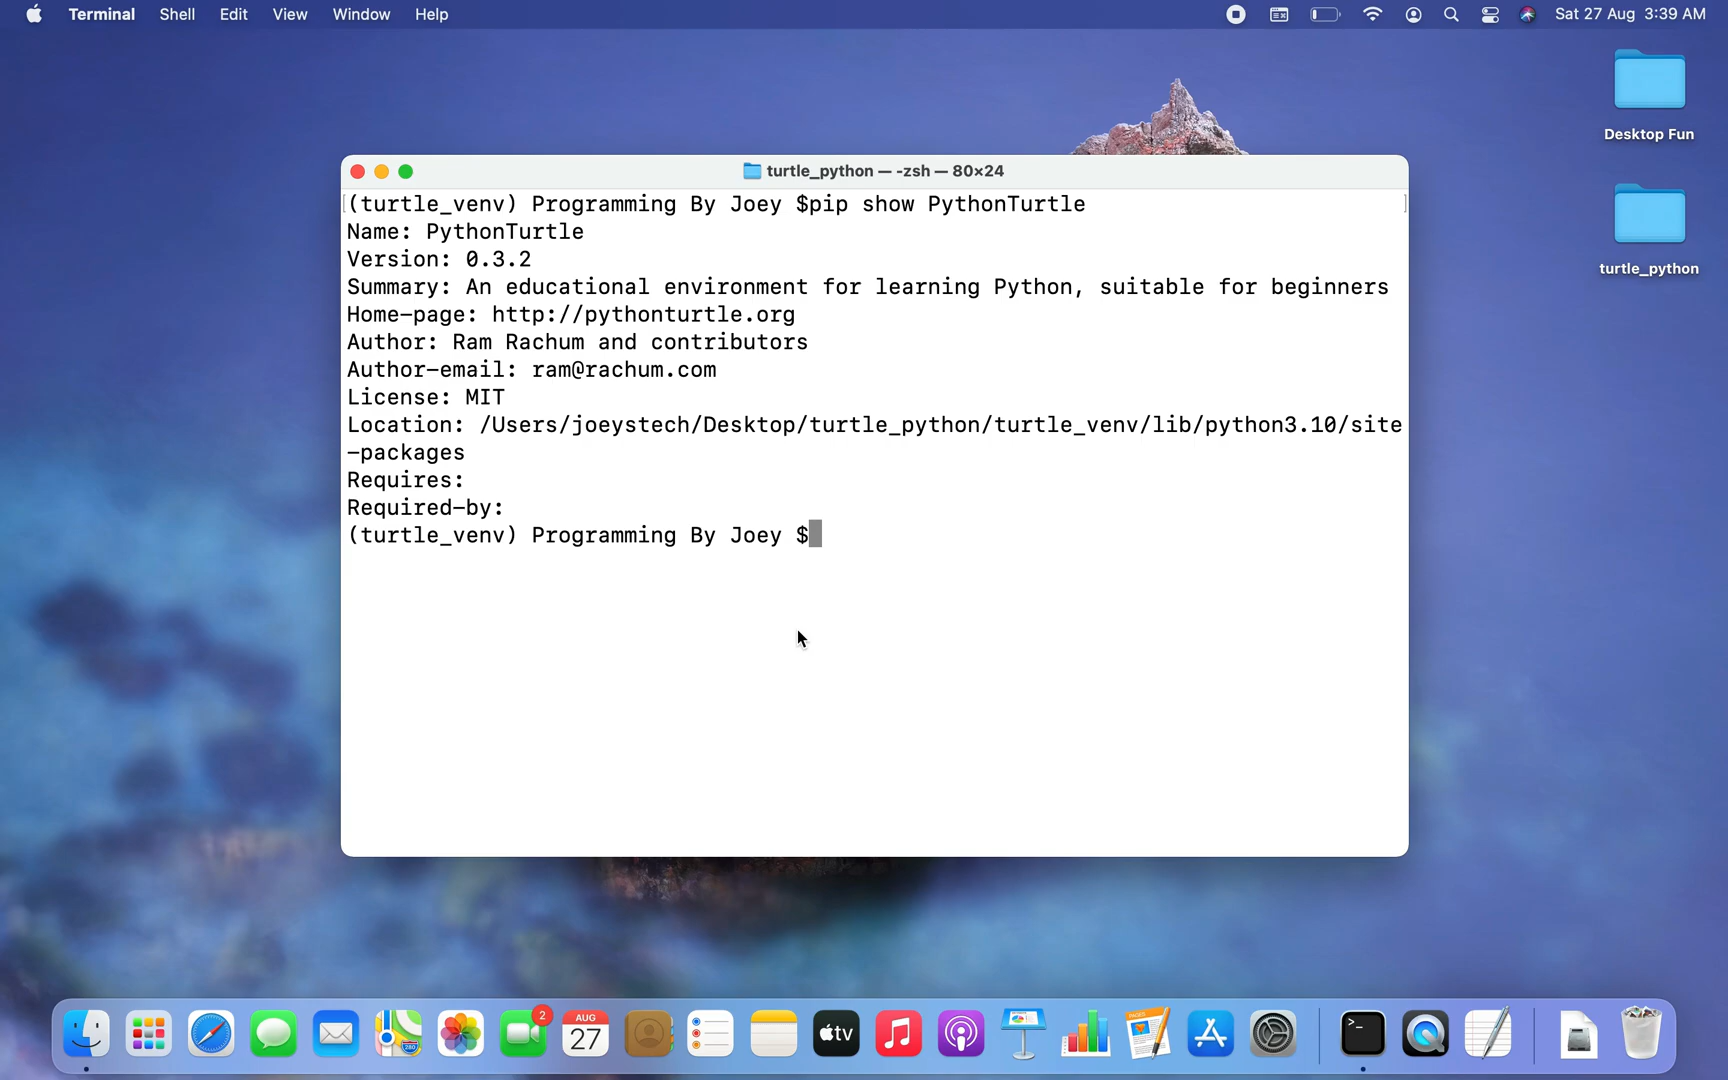 Terminal Shell Edit View Window Help Sat 27 Aug 3:39 AM
Desktop Fun
turtle_python
turtle_python — -zsh — 80×24
(turtle_venv) Programming By Joey $pip show PythonTurtle
Name: PythonTurtle
Version: 0.3.2
Summary: An educational environment for learning Python, suitable for beginners
Home-page: http://pythonturtle.org
Author: Ram Rachum and contributors
Author-email: ram@rachum.com
License: MIT
Location: /Users/joeystech/Desktop/turtle_python/turtle_venv/lib/python3.10/site
-packages
Requires:
Required-by:
(turtle_venv) Programming By Joey $
2
AUG
27
tv
280
PAGES
>_